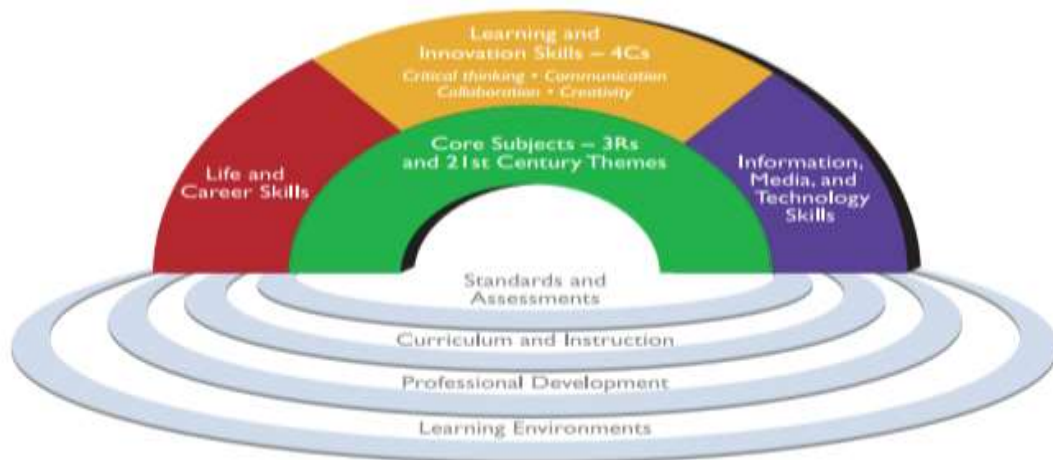 Learning and
Innovation Skills – 4Cs
Critical thinking • Communication
Collaboration • Creativity
Core Subjects – 3Rs
and 21st Century Themes
Life and
Career Skills
Information,
Media, and
Technology
Skills
Standards and
Assessments
Curriculum and Instruction
Professional Development
Learning Environments